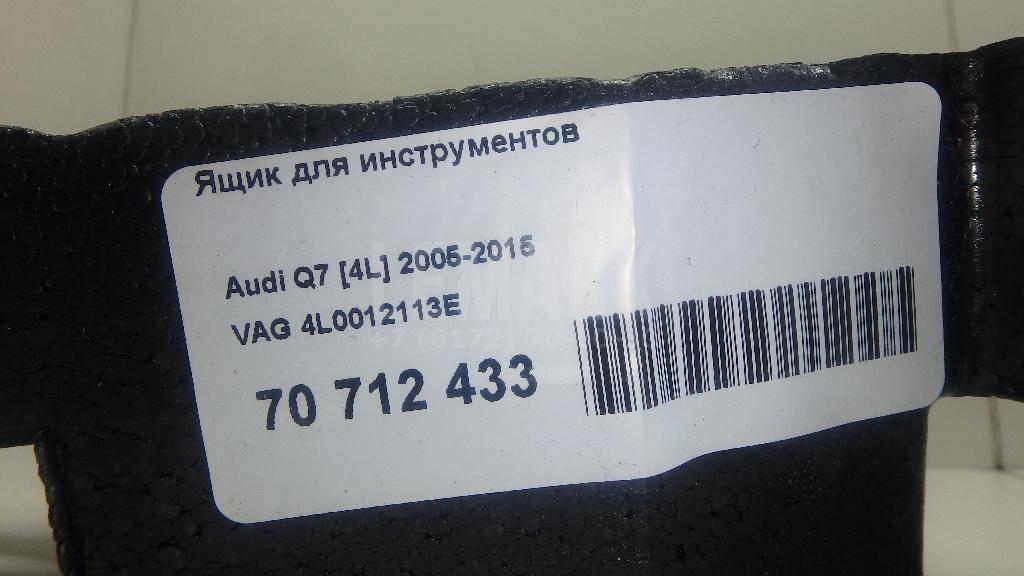 Ящик для инструментов
Audi Q7 [4L] 2005-2015
VAG 4L0012113E
70 712 433